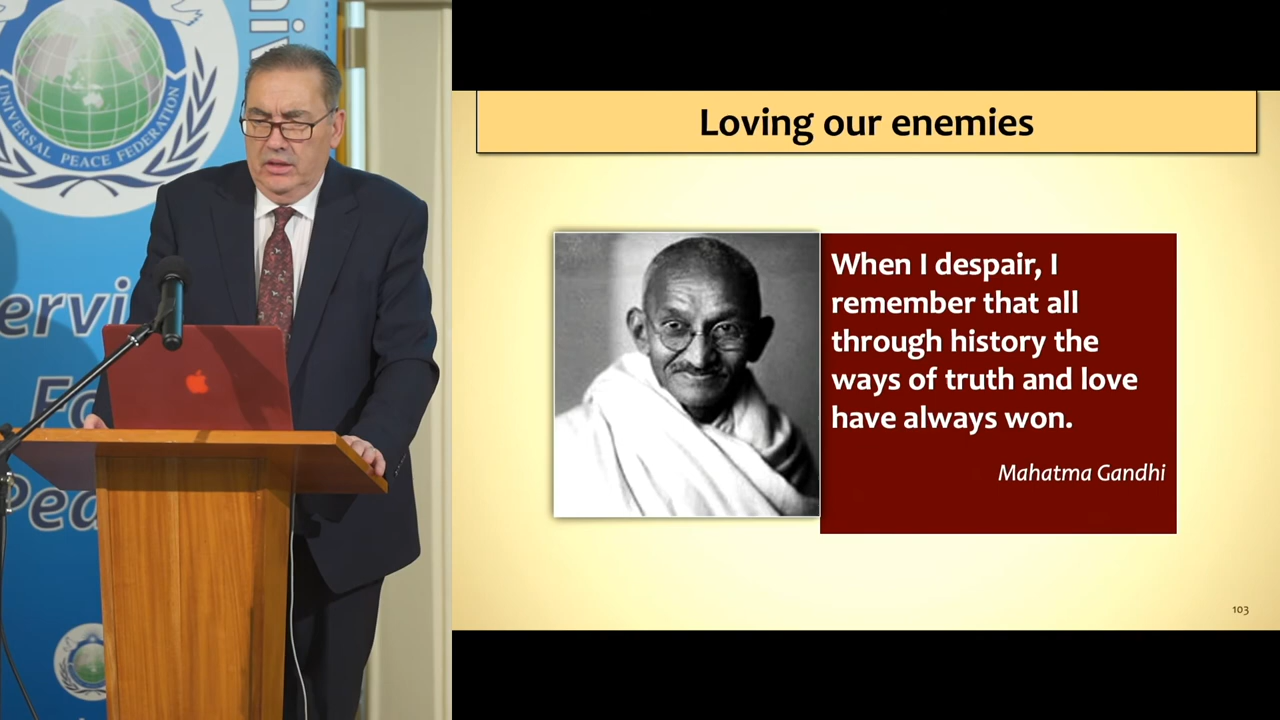 UNIVERSAL PEACE FEDERATION
Loving our enemies
When I despair, I
remember that all
through history the
ways of truth and love
have always won.
Mahatma Gandhi
103